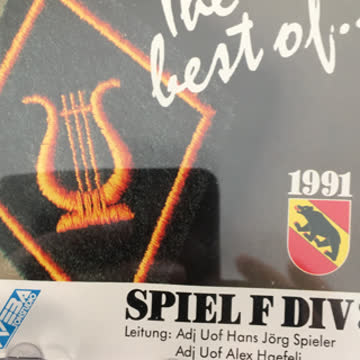 The
best of...
1991
SPIEL F DIV
Leitung: Adj Uof Hans Jörg Spieler
Adj Uof Alex Haefeli